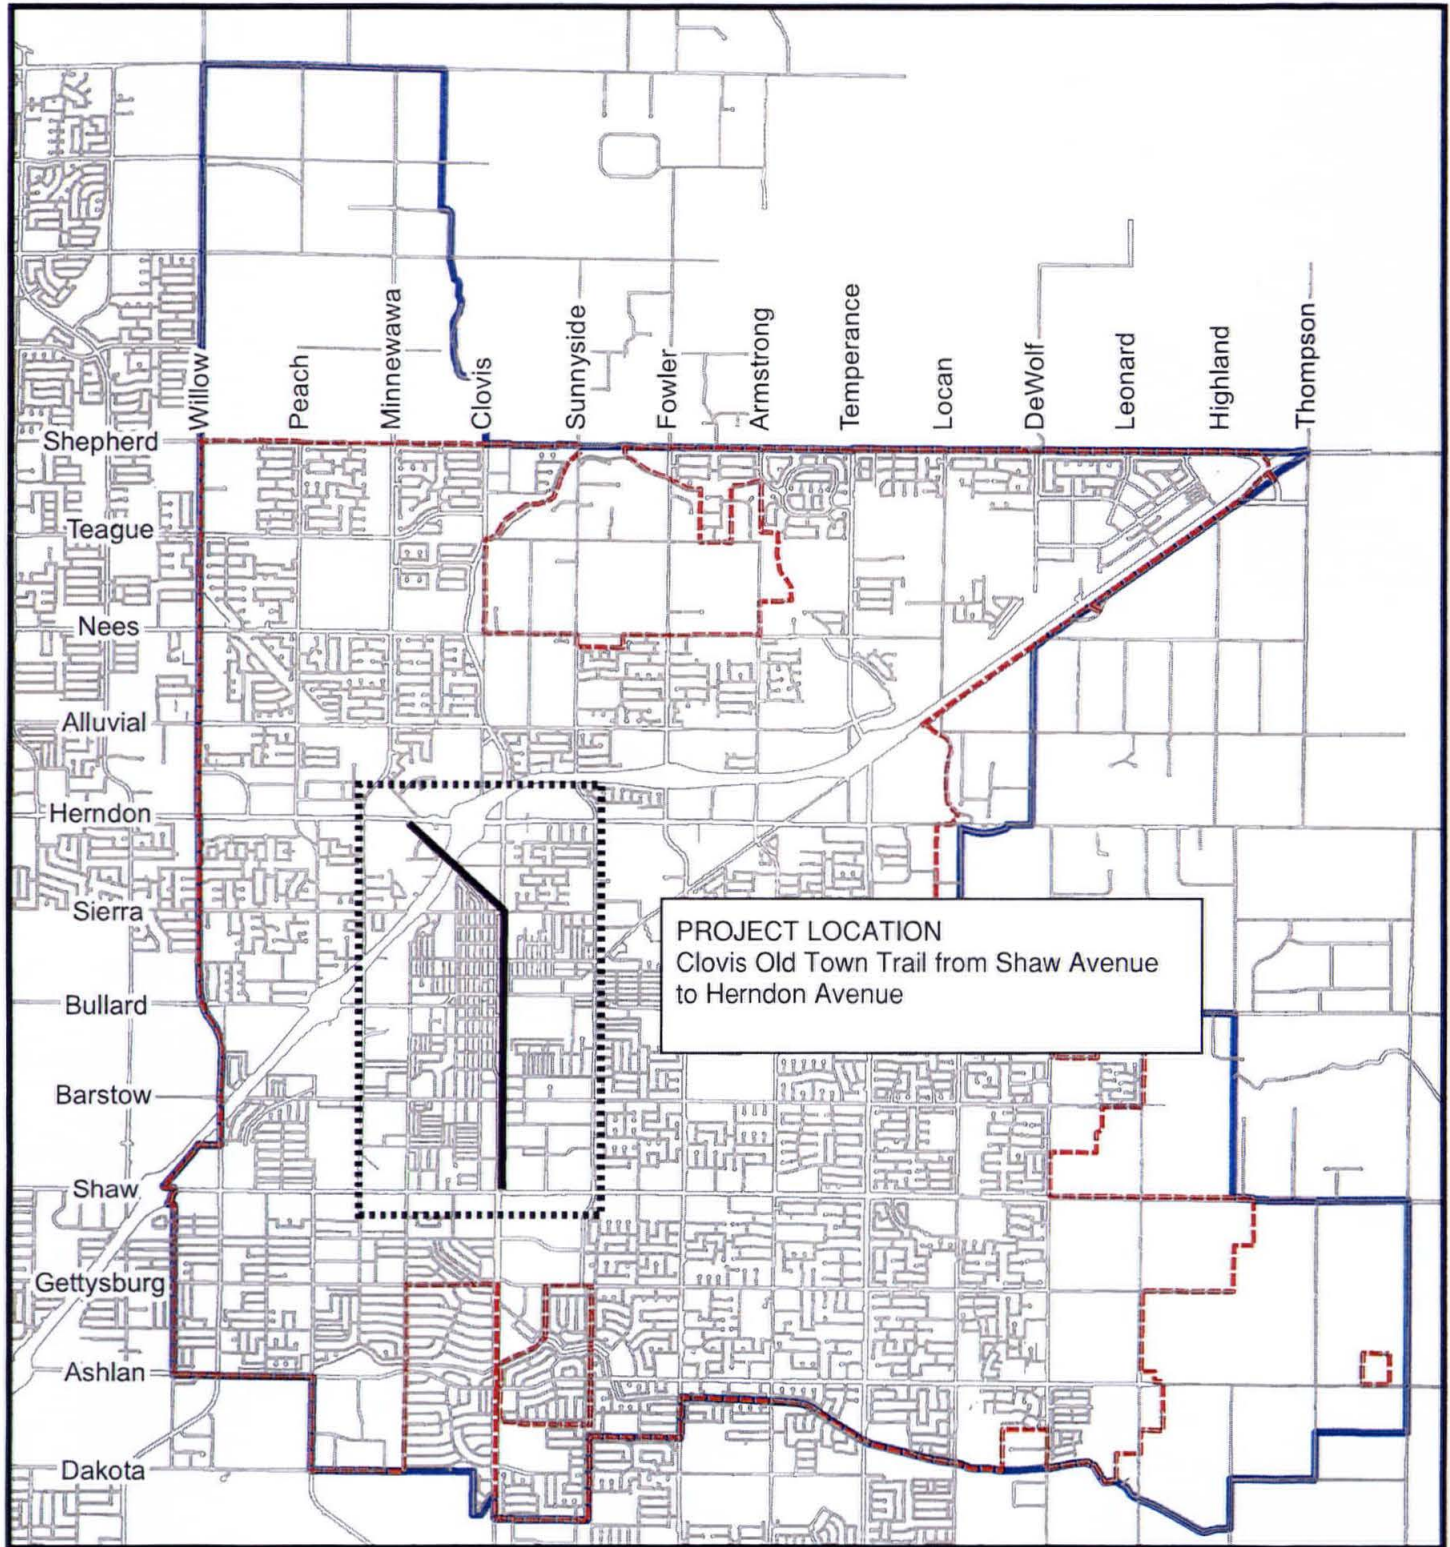 Willow
Peach
Minnewawa
Clovis
Sunnyside
Fowler
Armstrong
Temperance
Locan
DeWolf
Leonard
Highland
Thompson
Shepherd
Teague
Nees
Alluvial
Herndon
Sierra
PROJECT LOCATION
Clovis Old Town Trail from Shaw Avenue
to Herndon Avenue
Bullard
Barstow
Shaw
Gettysburg
Ashlan
Dakota